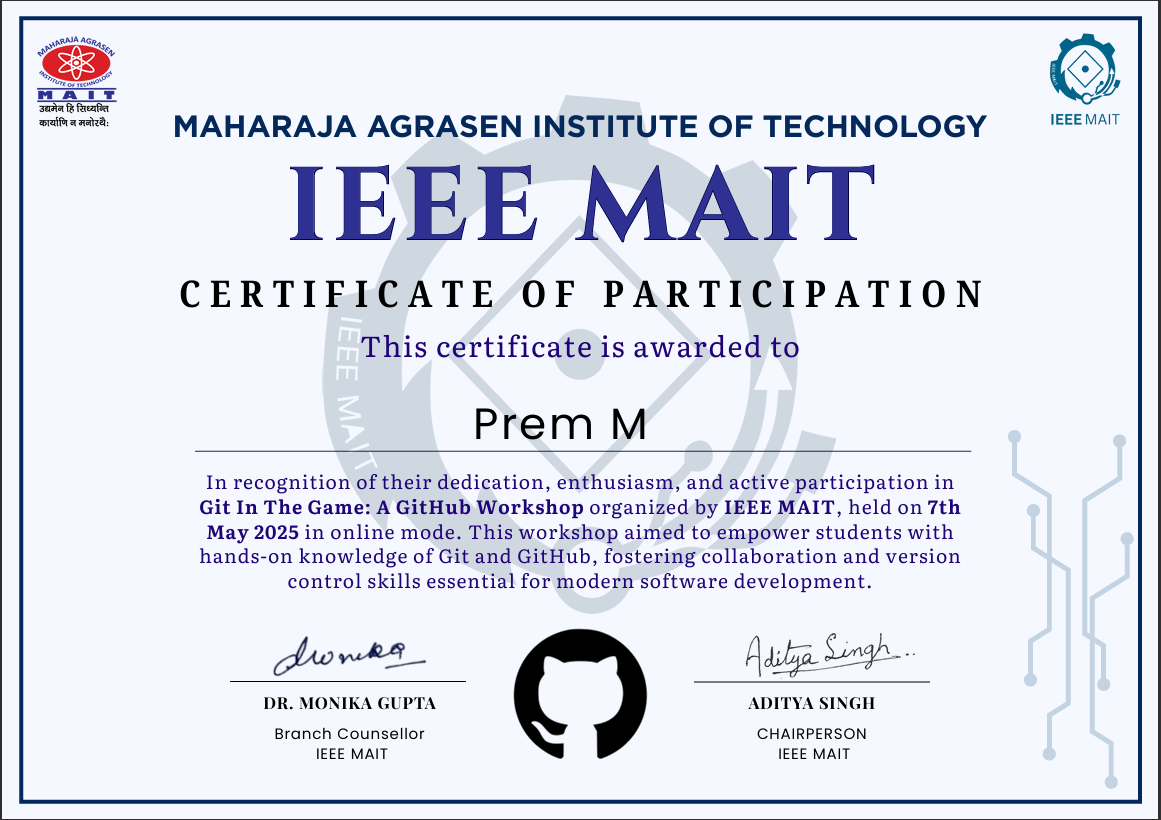 MAHARAJA AGRASEN
INSTITUTE OF TECHNOLOGY
MAIT
उद्यमेन हि सिध्यन्ति
कार्याणि न मनोरथै:
IEEE MAIT
MAHARAJA AGRASEN INSTITUTE OF TECHNOLOGY
IEEE MAIT
CERTIFICATE OF PARTICIPATION
This certificate is awarded to
IEEE MAIT
Prem M
In recognition of their dedication, enthusiasm, and active participation in
Git In The Game: A GitHub Workshop organized by IEEE MAIT, held on 7th
May 2025 in online mode. This workshop aimed to empower students with
hands-on knowledge of Git and GitHub, fostering collaboration and version
control skills essential for modern software development.
dronika
Aditya Singh..
DR. MONIKA GUPTA
Branch Counsellor
IEEE MAIT
ADITYA SINGH
CHAIRPERSON
IEEE MAIT